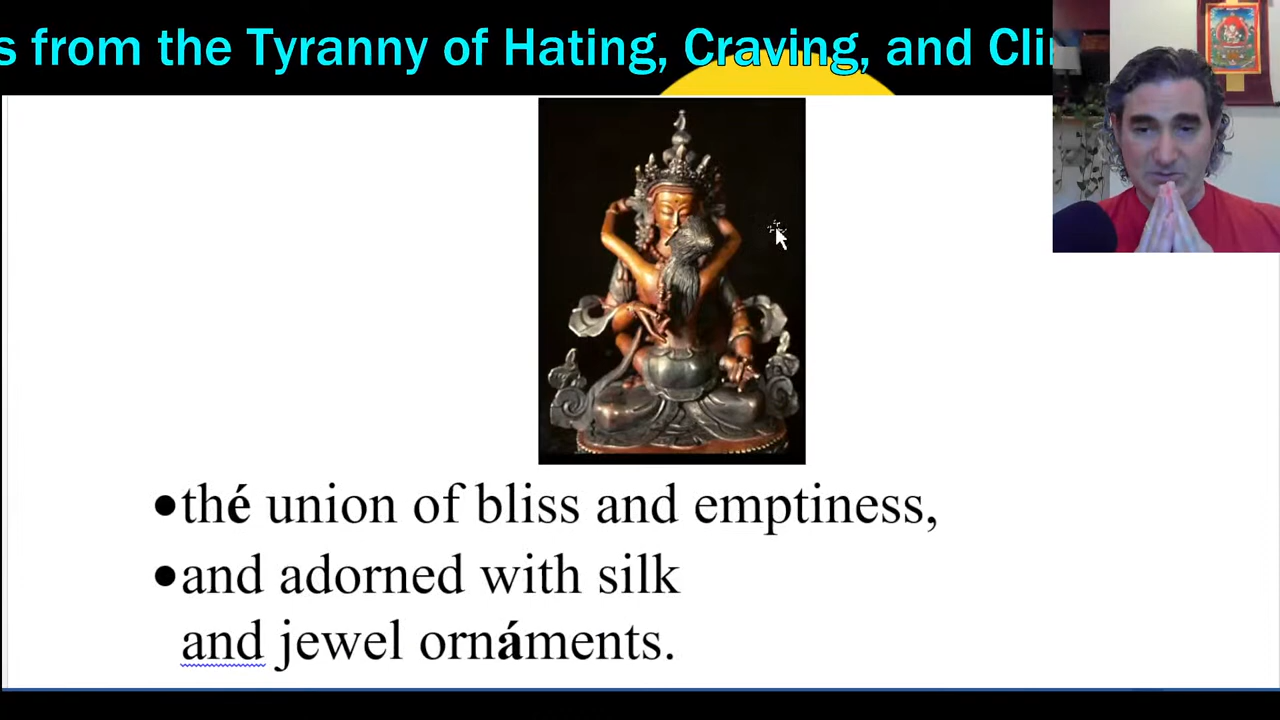 s from the Tyranny of Hating, Craving, and Cli
•thé union of bliss and emptiness,
•and adorned with silk
and jewel ornáments.